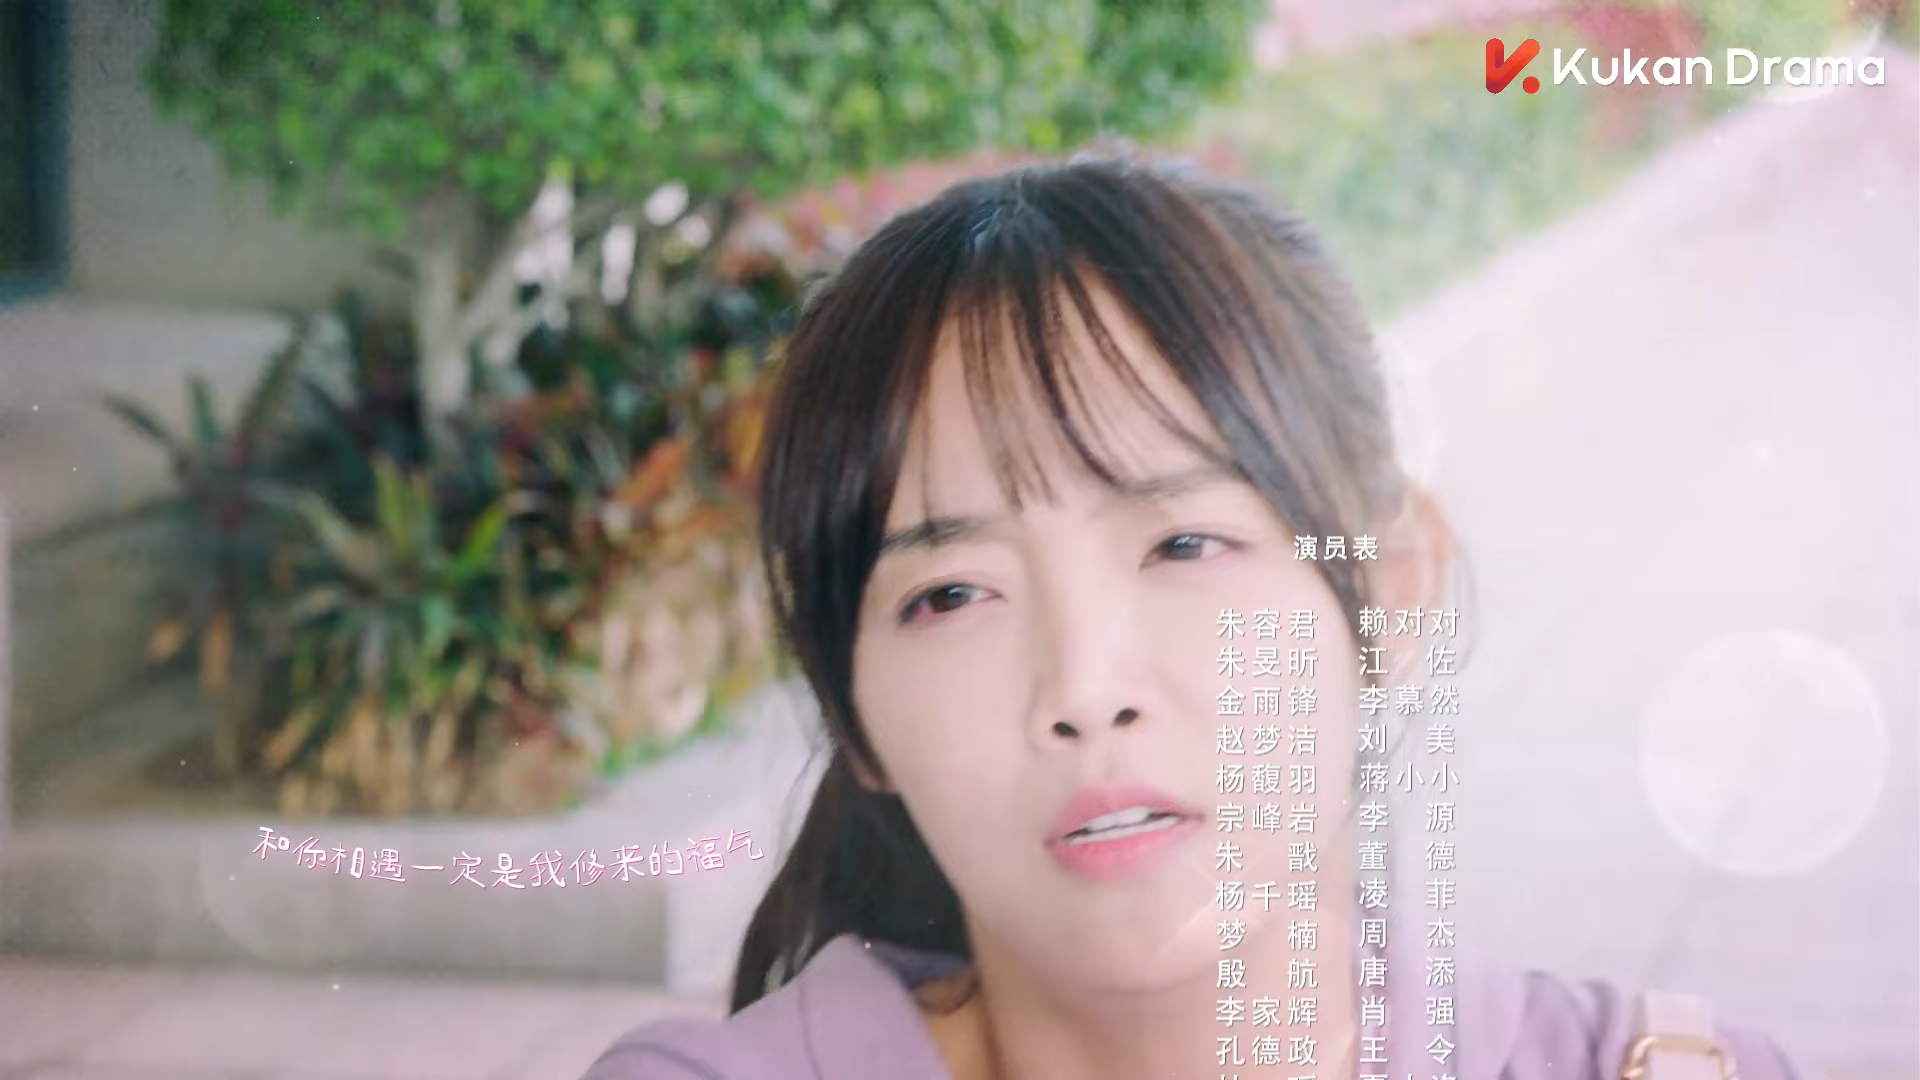 Kukan Drama
演员表
朱容君 赖对对
朱旻昕 江佐
金雨锋 李慕然
赵梦洁 刘美
杨馥羽 蒋小小
宗峰岩 李源
朱戬 董德
杨千瑶 凌菲
梦楠 周杰
殷航 唐添
李家辉 肖强
孔德政 王令
和你相遇一定是我修来的福气